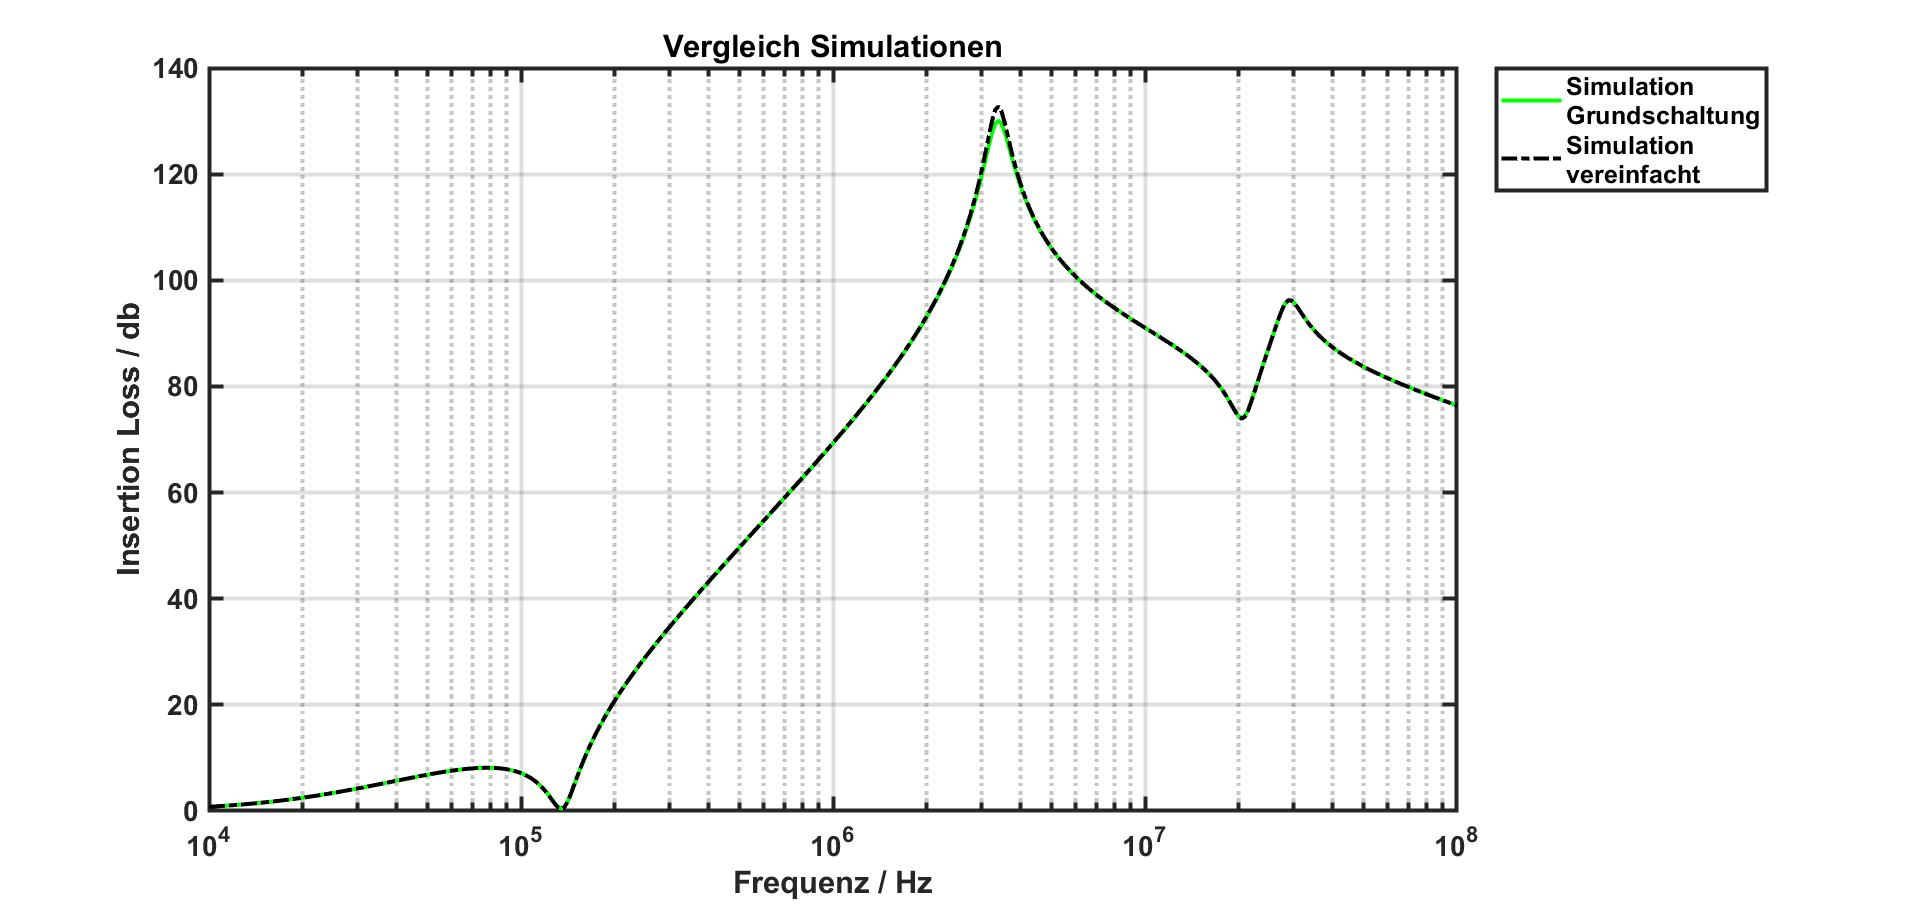 Vergleich Simulationen
140
120
100
80
60
40
20
0
Insertion Loss / db
10^4
10^5
10^6
10^7
10^8
Frequenz / Hz
Simulation
Grundschaltung
Simulation
vereinfacht